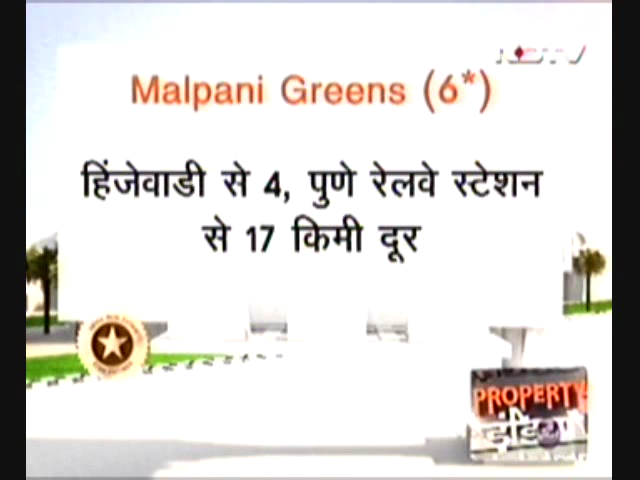 NDTV
Malpani Greens (6*)
हिंजेवाडी से 4, पुणे रेलवे स्टेशन
से 17 किमी दूर
PROPERTY
इंडिया